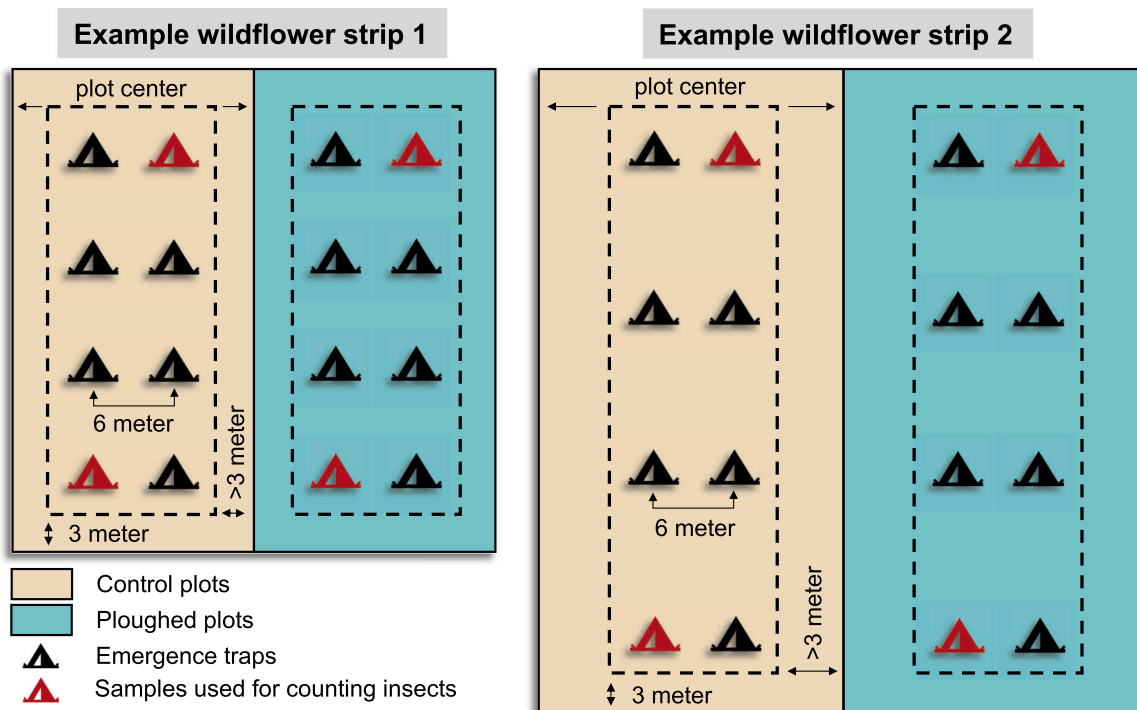 Example wildflower strip 1
plot center
6 meter
>3 meter
3 meter
Control plots
Ploughed plots
Emergence traps
Samples used for counting insects
Example wildflower strip 2
plot center
6 meter
>3 meter
3 meter